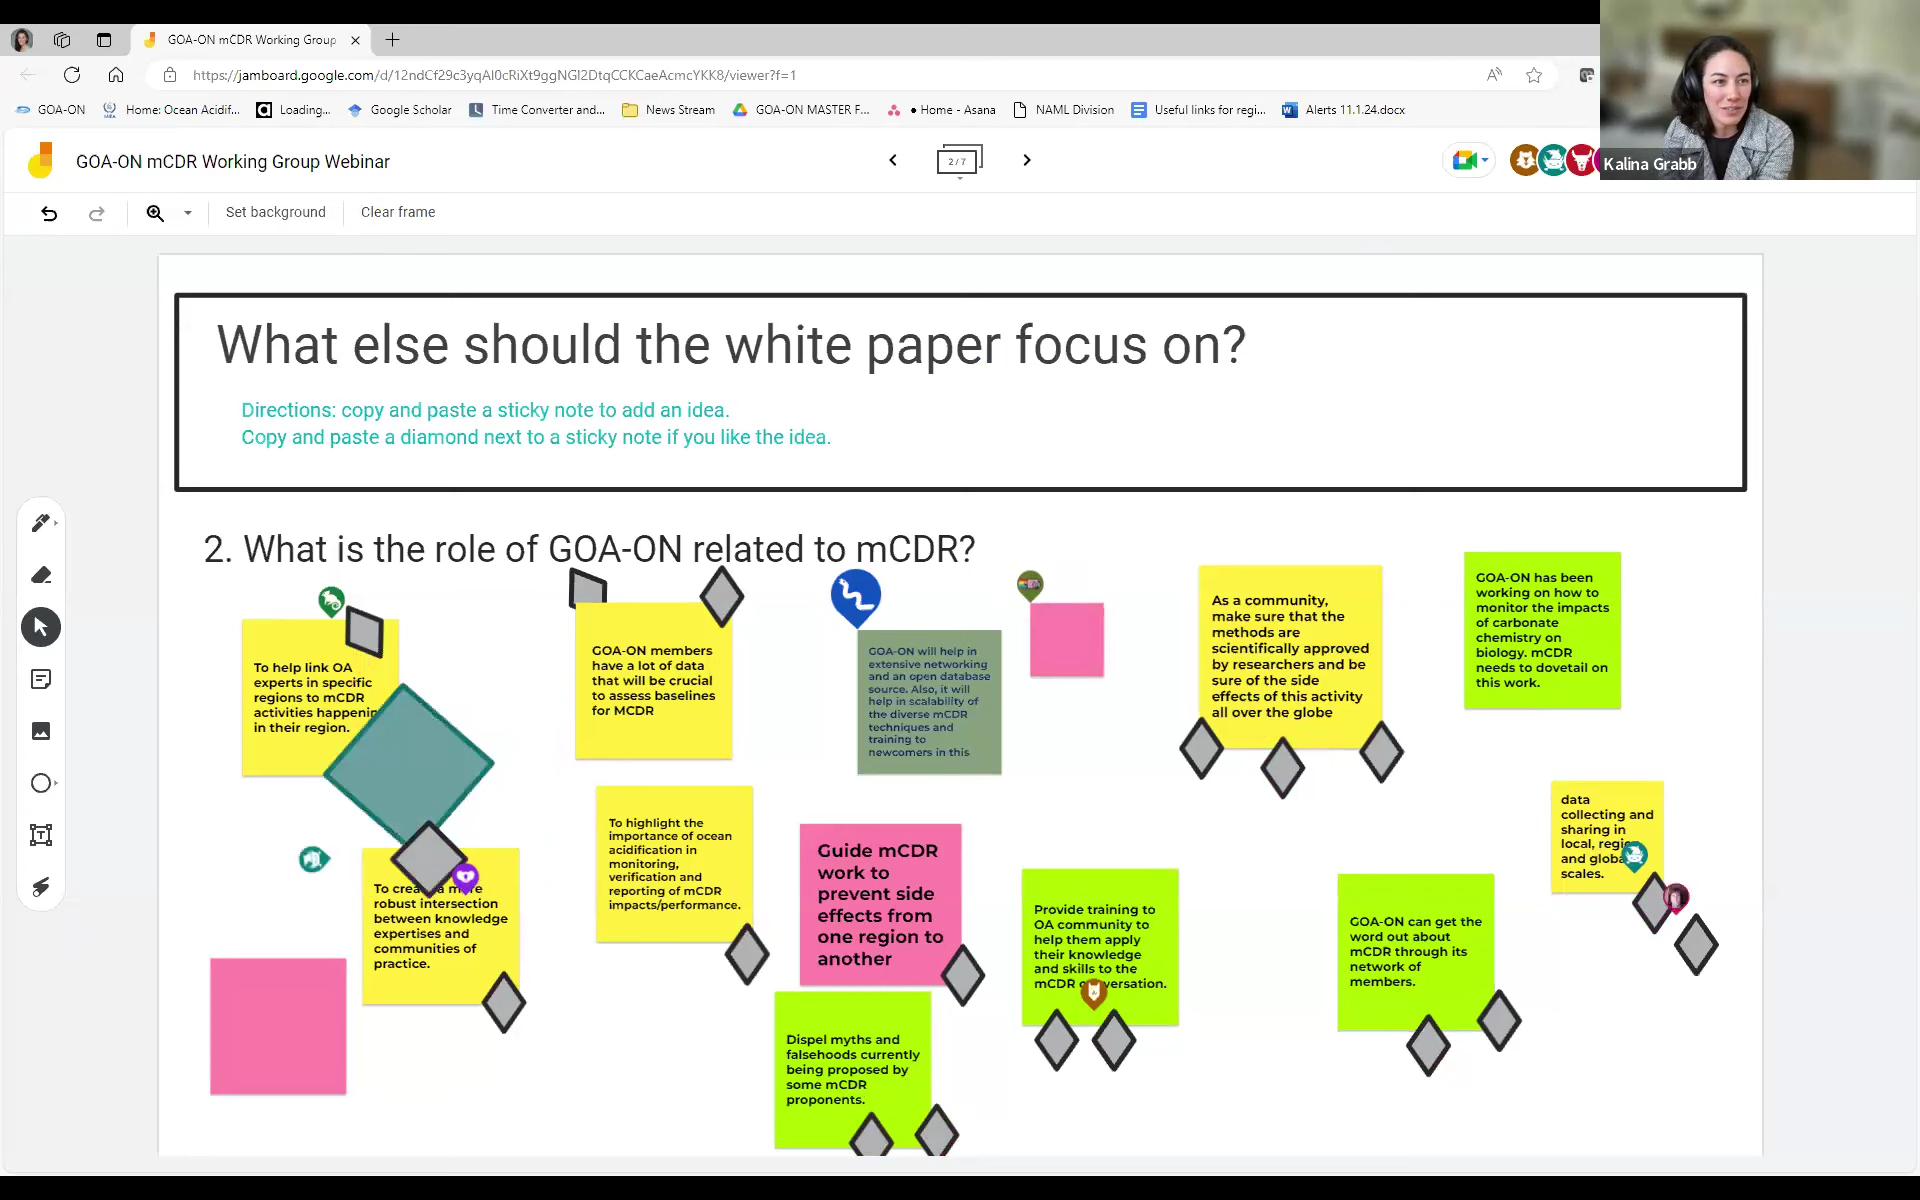 GOA-ON mCDR Working Group
https://jamboard.google.com/d/12ndCf29c3yqAI0cRiXt9ggNGI2DtqCCKCaeAcmcYKK8/viewer?f=1
GOA-ON
Home: Ocean Acidif...
Loading...
Google Scholar
Time Converter and...
News Stream
GOA-ON MASTER F...
• Home - Asana
NAML Division
Useful links for regi...
Alerts 11.1.24.docx
Kalina Grabb
GOA-ON mCDR Working Group Webinar
2 / 7
Set background
Clear frame
What else should the white paper focus on?
Directions: copy and paste a sticky note to add an idea.
Copy and paste a diamond next to a sticky note if you like the idea.
2. What is the role of GOA-ON related to mCDR?
To help link OA
experts in specific
regions to mCDR
activities
in their region.
GOA-ON members
have a lot of data
that will be crucial
to assess baselines
for MCDR
GOA-ON will help in
extensive networking
and an open database
source. Also, it will
help in scalability of
the diverse mCDR
techniques and
training to
newcomers in this
As a community,
make sure that the
methods are
scientifically approved
by researchers and be
sure of the side
effects of this activity
all over the globe
GOA-ON has been
working on how to
monitor the impacts
of carbonate
chemistry on
biology. mCDR
needs to dovetail on
this work.
To more
robust intersection
between knowledge
expertises and
communities of
practice.
To highlight the
importance of ocean
acidification in
monitoring,
verification and
reporting of mCDR
impacts/performance.
Guide mCDR
work to
prevent side
effects from
one region to
another
Dispel myths and
falsehoods currently
being proposed by
some mCDR
proponents.
Provide training to
OA community to
help them apply
their knowledge
and skills to the
mCDR
GOA-ON can get the
word out about
mCDR through its
network of
members.
data
collecting and
sharing in
local,
and
scales.